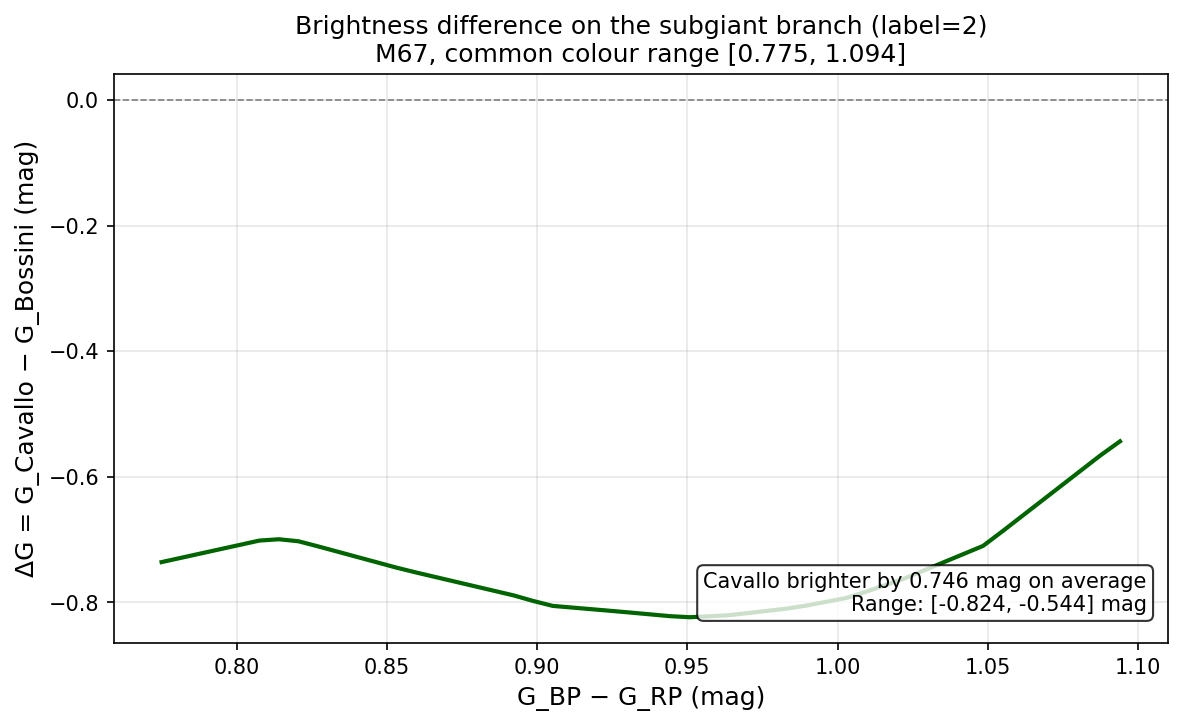 Brightness difference on the subgiant branch (label=2)
M67, common colour range [0.775, 1.094]
ΔG = G_Cavallo − G_Bossini (mag)
0.0
−0.2
−0.4
−0.6
−0.8
Cavallo brighter by 0.746 mag on average
Range: [-0.824, -0.544] mag
0.80
0.85
0.90
0.95
1.00
1.05
1.10
G_BP − G_RP (mag)